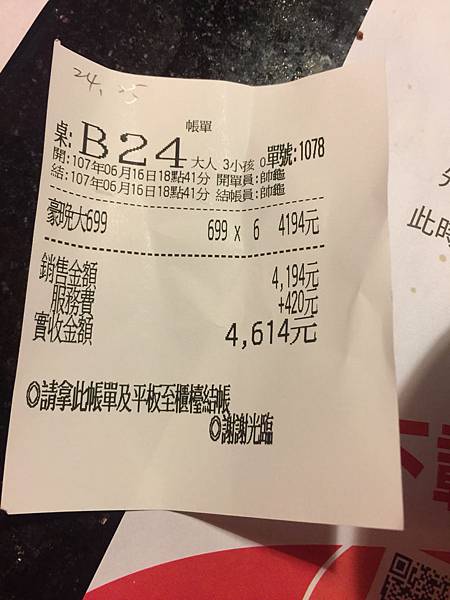 24, 25
帳單
桌:B24 大人 3小孩 0單號:1078
開:107年06月16日18點41分 開單員:帥龜
結:107年06月16日18點41分 結帳員:帥龜
豪晚大699 699 x 6 4194元
銷售金額 4,194元
服務費 +420元
實收金額 4,614元
◎請拿此帳單及平板至櫃檯結帳
◎謝謝光臨
此時